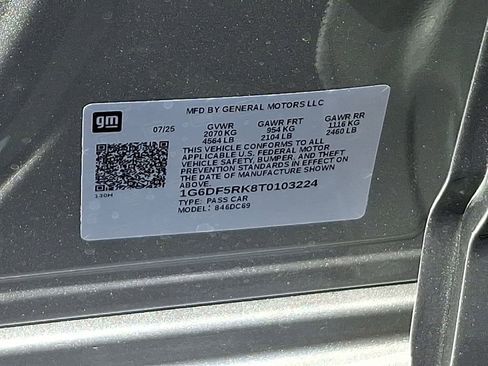 MFD BY GENERAL MOTORS LLC
gm
07/25 GVWR GAWR FRT GAWR RR
2070 KG 954 KG 1116 KG
4564 LB 2104 LB 2460 LB
THIS VEHICLE CONFORMS TO ALL
APPLICABLE U.S. FEDERAL MOTOR
VEHICLE SAFETY, BUMPER, AND THEFT
PREVENTION STANDARDS IN EFFECT ON
THE DATE OF MANUFACTURE SHOWN
ABOVE.
1G6DF5RK8T0103224
130H
TYPE: PASS CAR
MODEL: 846DC69